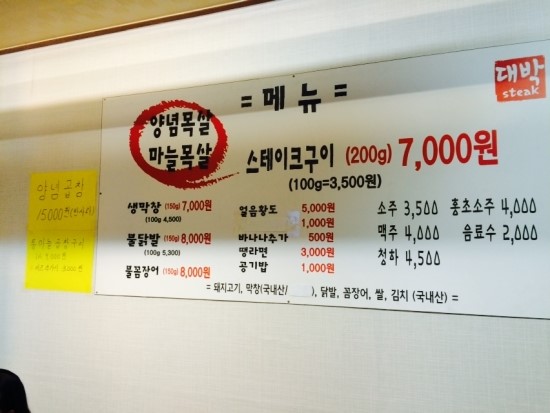 = 메 뉴 =
대박
steak
양념목살
마늘목살
스테이크구이 (200g) 7,000원
(100g=3,500원)
생막창 (150g) 7,000원
(100g 4,500)
불닭발 (150g) 8,000원
(100g 5,300)
불꼼장어 (150g) 8,000원
얼음황도 5,000원
1,000원
바나나추가 500원
땡라면 3,000원
공기밥 1,000원
소주 3,500 홍초소주 4,000
맥주 4,000 음료수 2,000
청하 4,500
= 돼지고기, 막창(국내산/ ), 닭발, 꼼장어, 쌀, 김치 (국내산) =
양념곱창
15000원